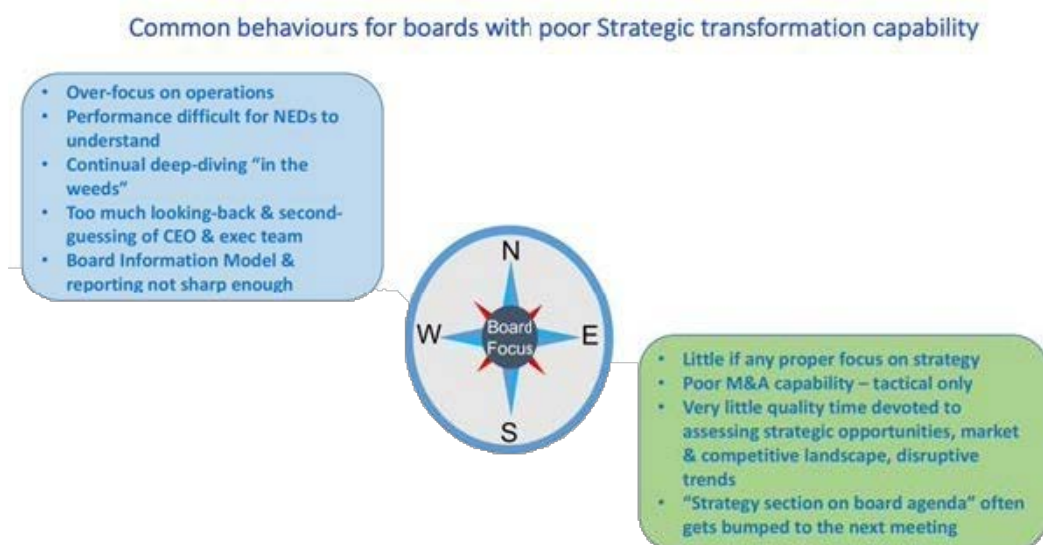 Common behaviours for boards with poor Strategic transformation capability
• Over-focus on operations
• Performance difficult for NEDs to
understand
• Continual deep-diving “in the
weeds”
• Too much looking-back & second-
guessing of CEO & exec team
• Board Information Model &
reporting not sharp enough
N
W
Board
Focus
E
S
• Little if any proper focus on strategy
• Poor M&A capability – tactical only
• Very little quality time devoted to
assessing strategic opportunities, market
& competitive landscape, disruptive
trends
• “Strategy section on board agenda” often
gets bumped to the next meeting